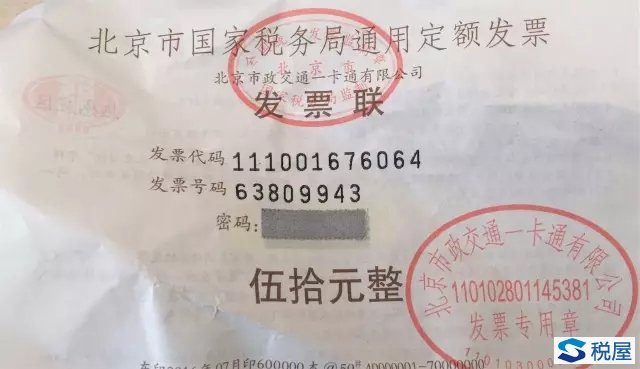 北京市国家税务局通用定额发票
北京市政交通一卡通有限公司
发票联
发票代码 111001676064
发票号码 63809943
密码:
伍拾元整
北京市政交通一卡通有限公司
110102801145381
发票专用章
税屋